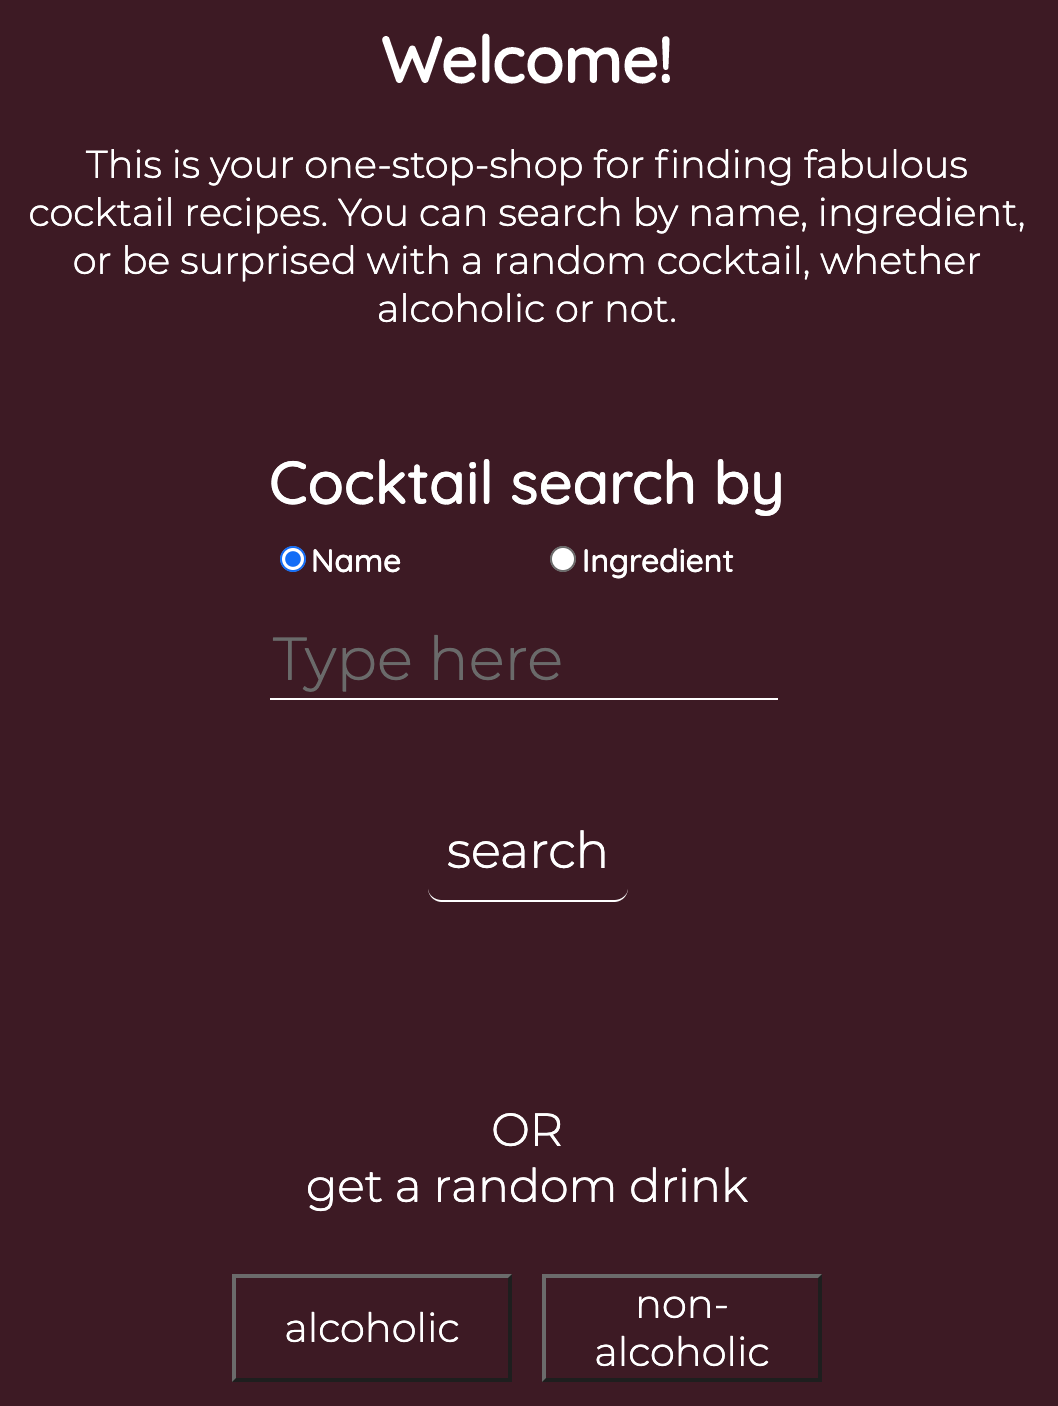 Welcome!
This is your one-stop-shop for finding fabulous
cocktail recipes. You can search by name, ingredient,
or be surprised with a random cocktail, whether
alcoholic or not.
Cocktail search by
Name Ingredient
Type here
search
OR
get a random drink
alcoholic non-
alcoholic